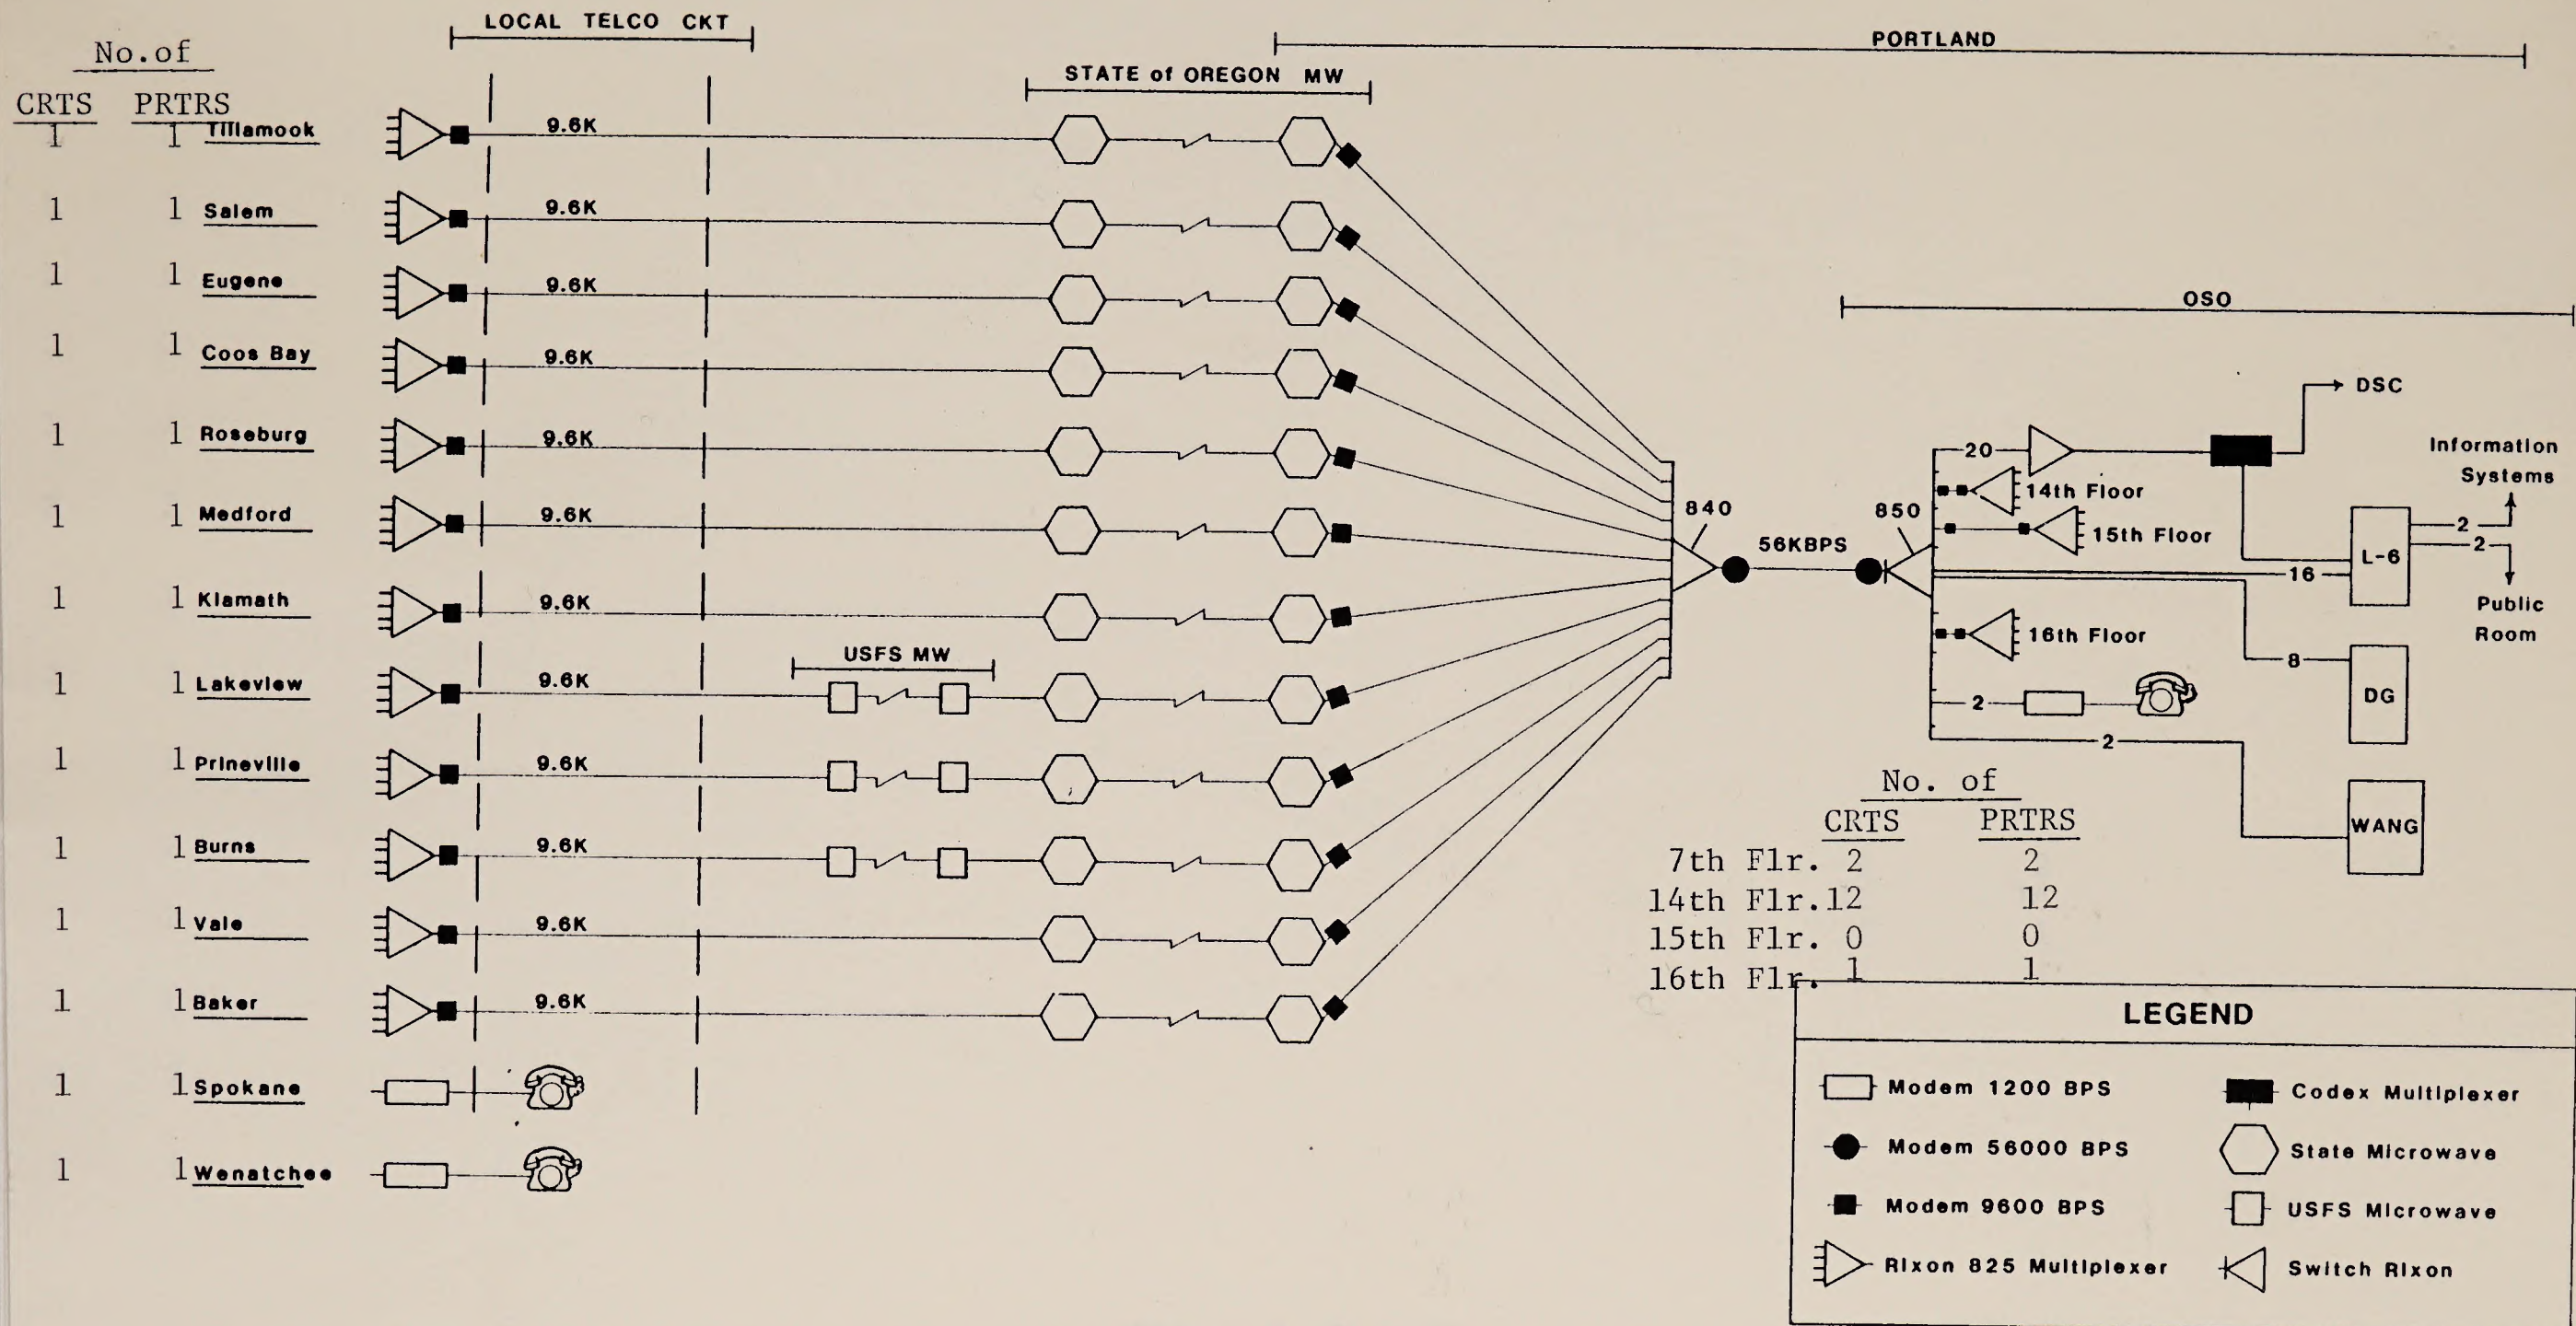 LOCAL TELCO CKT
PORTLAND
No.of
STATE of OREGON MW
CRTS PRTRS
1 1 Tillamook 9.6K
1 1 Salem 9.6K
1 1 Eugene 9.6K
OSO
1 1 Coos Bay 9.6K
DSC
1 1 Roseburg 9.6K
20
Information
Systems
14th Floor
1 1 Medford 9.6K
840
850
2
15th Floor
56KBPS
2
L-6
16
1 1 Klamath 9.6K
Public
Room
16th Floor
USFS MW
8
1 1 Lakeview 9.6K
2
DG
2
1 1 Prineville 9.6K
No. of
CRTS PRTRS
WANG
1 1 Burns 9.6K
7th Flr. 2 2
14th Flr. 12 12
1 1 Vale 9.6K
15th Flr. 0 0
16th Flr. 1 1
1 1 Baker 9.6K
LEGEND
1 1 Spokane
Modem 1200 BPS
Codex Multiplexer
Modem 56000 BPS
State Microwave
1 1 Wenatchee
Modem 9600 BPS
USFS Microwave
Rixon 825 Multiplexer
Switch Rixon